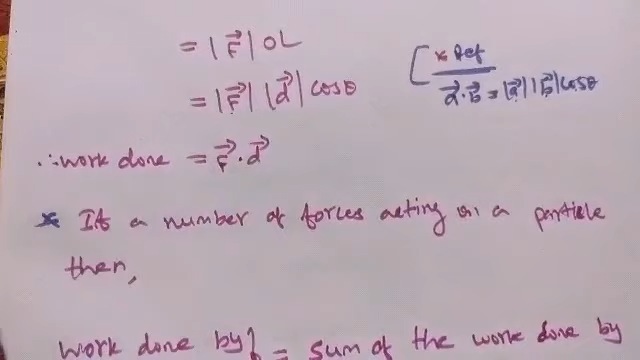 = |F⃗| OL
[ * Def
= |F⃗| |d⃗| cosθ
a⃗.b⃗ = |a⃗| |b⃗| cosθ
∴ work done = F⃗ . d⃗
* If a number of forces acting on a particle
then,
work done by } = sum of the work done by